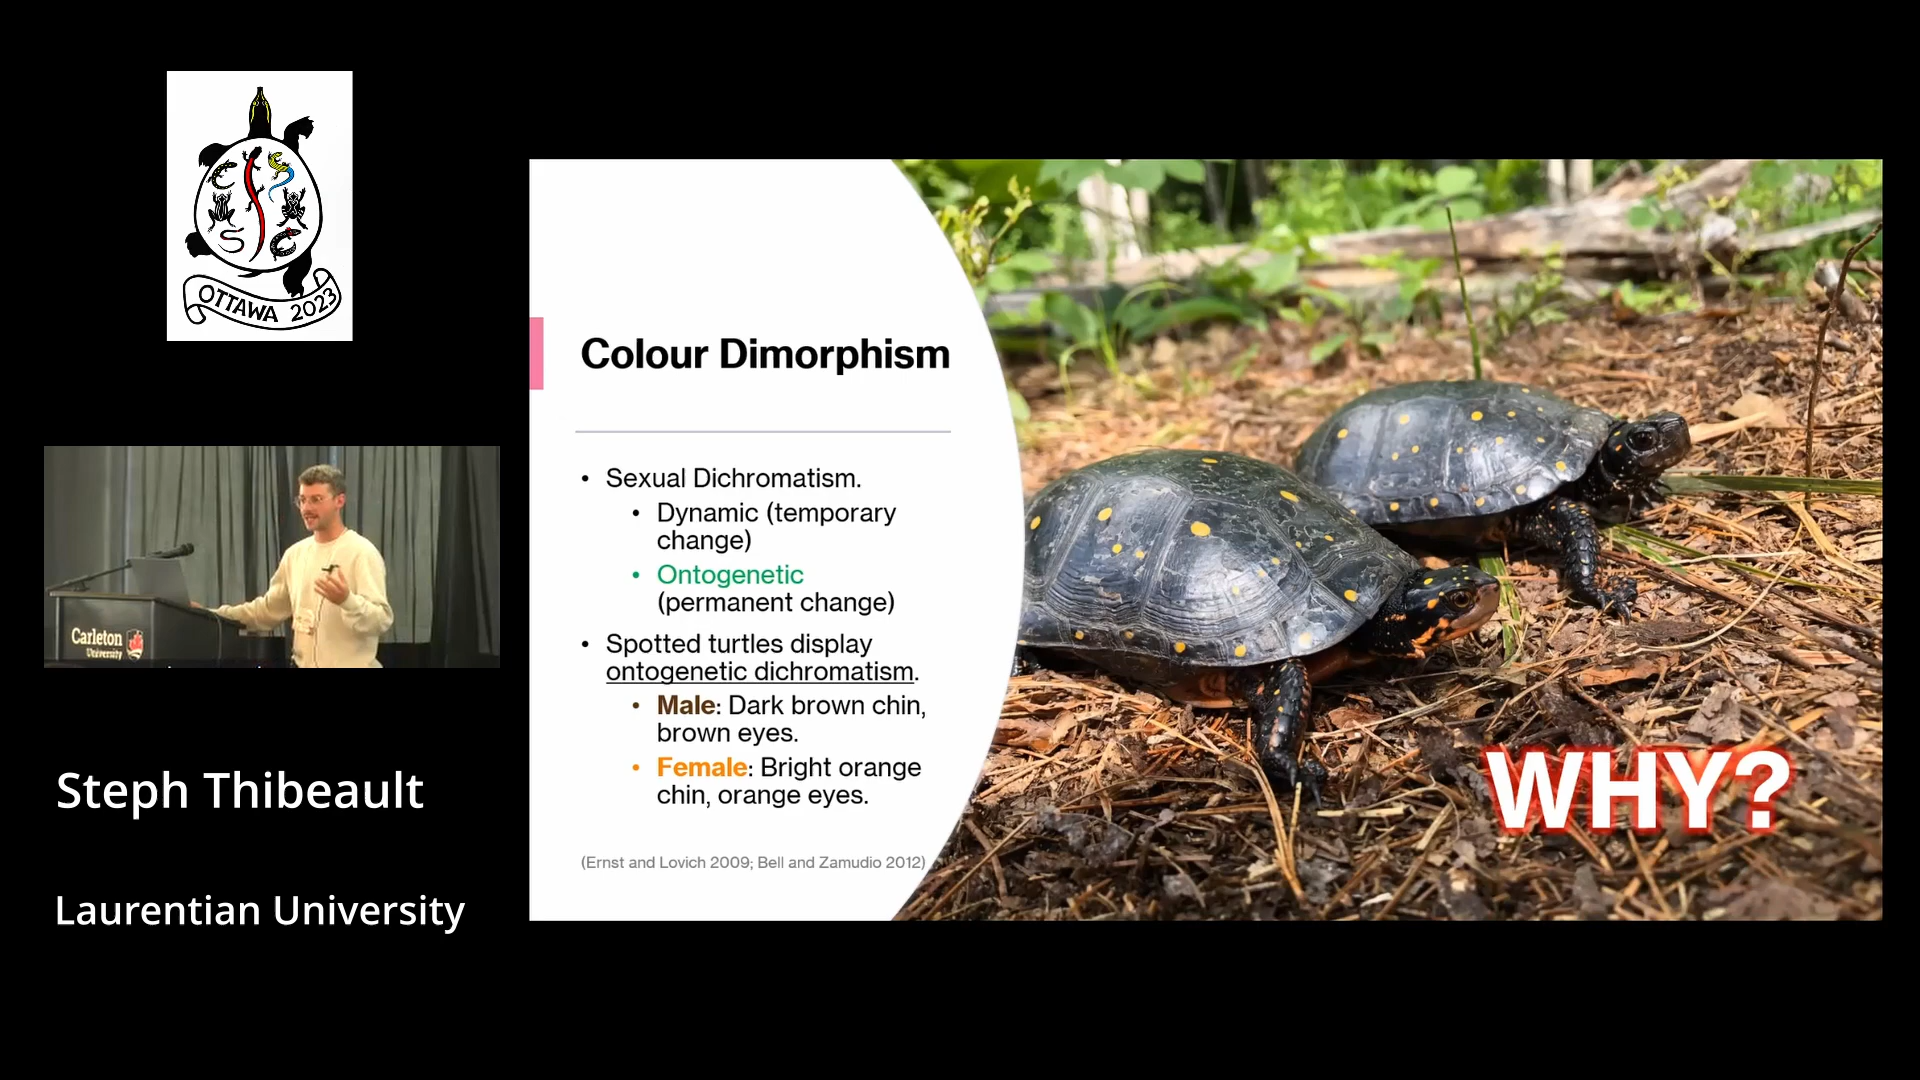 OTTAWA 2023
Carleton
University
Steph Thibeault
Laurentian University
Colour Dimorphism
• Sexual Dichromatism.
• Dynamic (temporary
change)
• Ontogenetic
(permanent change)
• Spotted turtles display
ontogenetic dichromatism.
• Male: Dark brown chin,
brown eyes.
• Female: Bright orange
chin, orange eyes.
(Ernst and Lovich 2009; Bell and Zamudio 2012)
WHY?